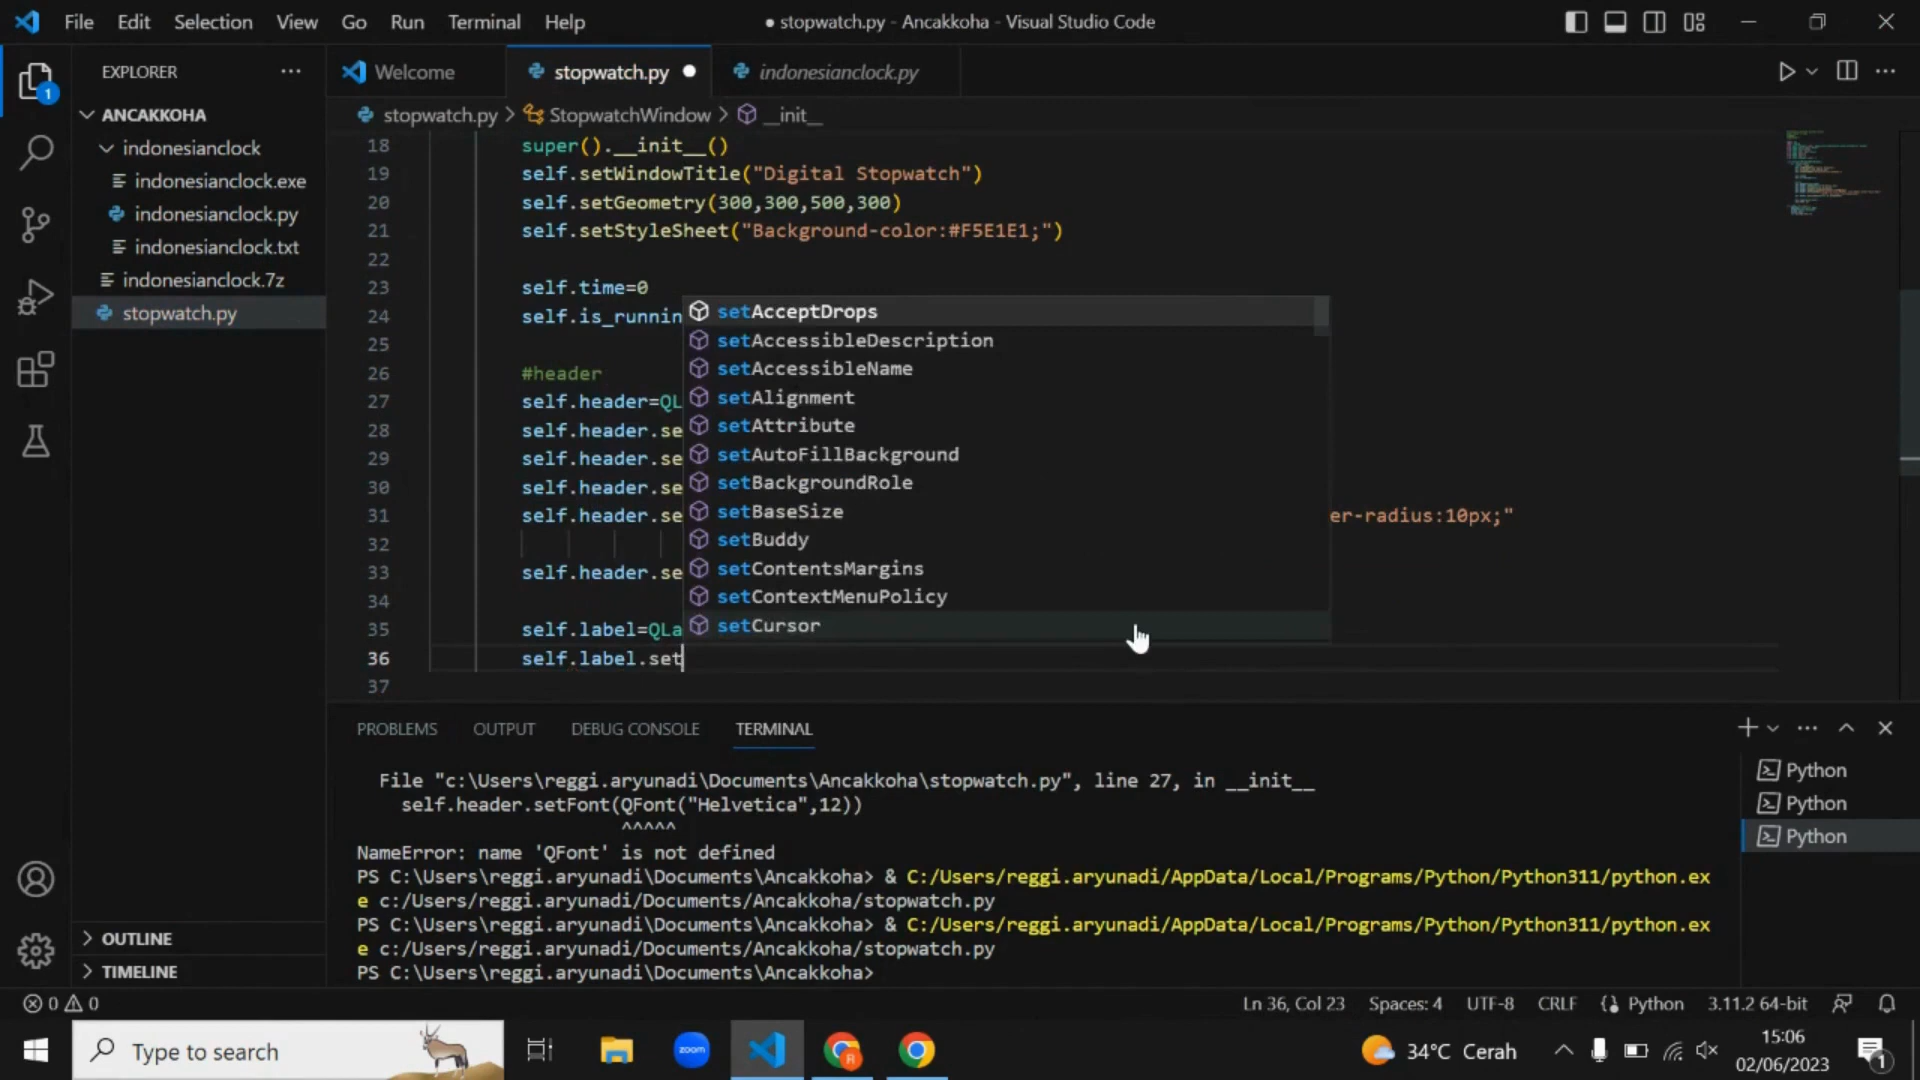 File Edit Selection View Go Run Terminal Help
● stopwatch.py - Ancakkoha - Visual Studio Code
EXPLORER
Welcome
stopwatch.py ●
indonesianclock.py
1
ANCAKKOHA
indonesianclock
indonesianclock.exe
indonesianclock.py
indonesianclock.txt
indonesianclock.7z
stopwatch.py
stopwatch.py > StopwatchWindow > __init__
18 super().__init__()
19 self.setWindowTitle("Digital Stopwatch")
20 self.setGeometry(300,300,500,300)
21 self.setStyleSheet("Background-color:#F5E1E1;")
22
23 self.time=0
24 self.is_runnin
25
26 #header
27 self.header=QL
28 self.header.se
29 self.header.se
30 self.header.se
31 self.header.se er-radius:10px;"
32
33 self.header.se
34
35 self.label=QLa
36 self.label.set
37
setAcceptDrops
setAccessibleDescription
setAccessibleName
setAlignment
setAttribute
setAutoFillBackground
setBackgroundRole
setBaseSize
setBuddy
setContentsMargins
setContextMenuPolicy
setCursor
PROBLEMS OUTPUT DEBUG CONSOLE TERMINAL
File "c:\Users\reggi.aryunadi\Documents\Ancakkoha\stopwatch.py", line 27, in __init__
self.header.setFont(QFont("Helvetica",12))
^^^^^
NameError: name 'QFont' is not defined
PS C:\Users\reggi.aryunadi\Documents\Ancakkoha> & C:/Users/reggi.aryunadi/AppData/Local/Programs/Python/Python311/python.ex
e c:/Users/reggi.aryunadi/Documents/Ancakkoha/stopwatch.py
PS C:\Users\reggi.aryunadi\Documents\Ancakkoha> & C:/Users/reggi.aryunadi/AppData/Local/Programs/Python/Python311/python.ex
e c:/Users/reggi.aryunadi/Documents/Ancakkoha/stopwatch.py
PS C:\Users\reggi.aryunadi\Documents\Ancakkoha>
Python
Python
Python
OUTLINE
TIMELINE
0 0
Ln 36, Col 23 Spaces: 4 UTF-8 CRLF Python 3.11.2 64-bit
Type to search
zoom
R
34°C Cerah
15:06
02/06/2023
1